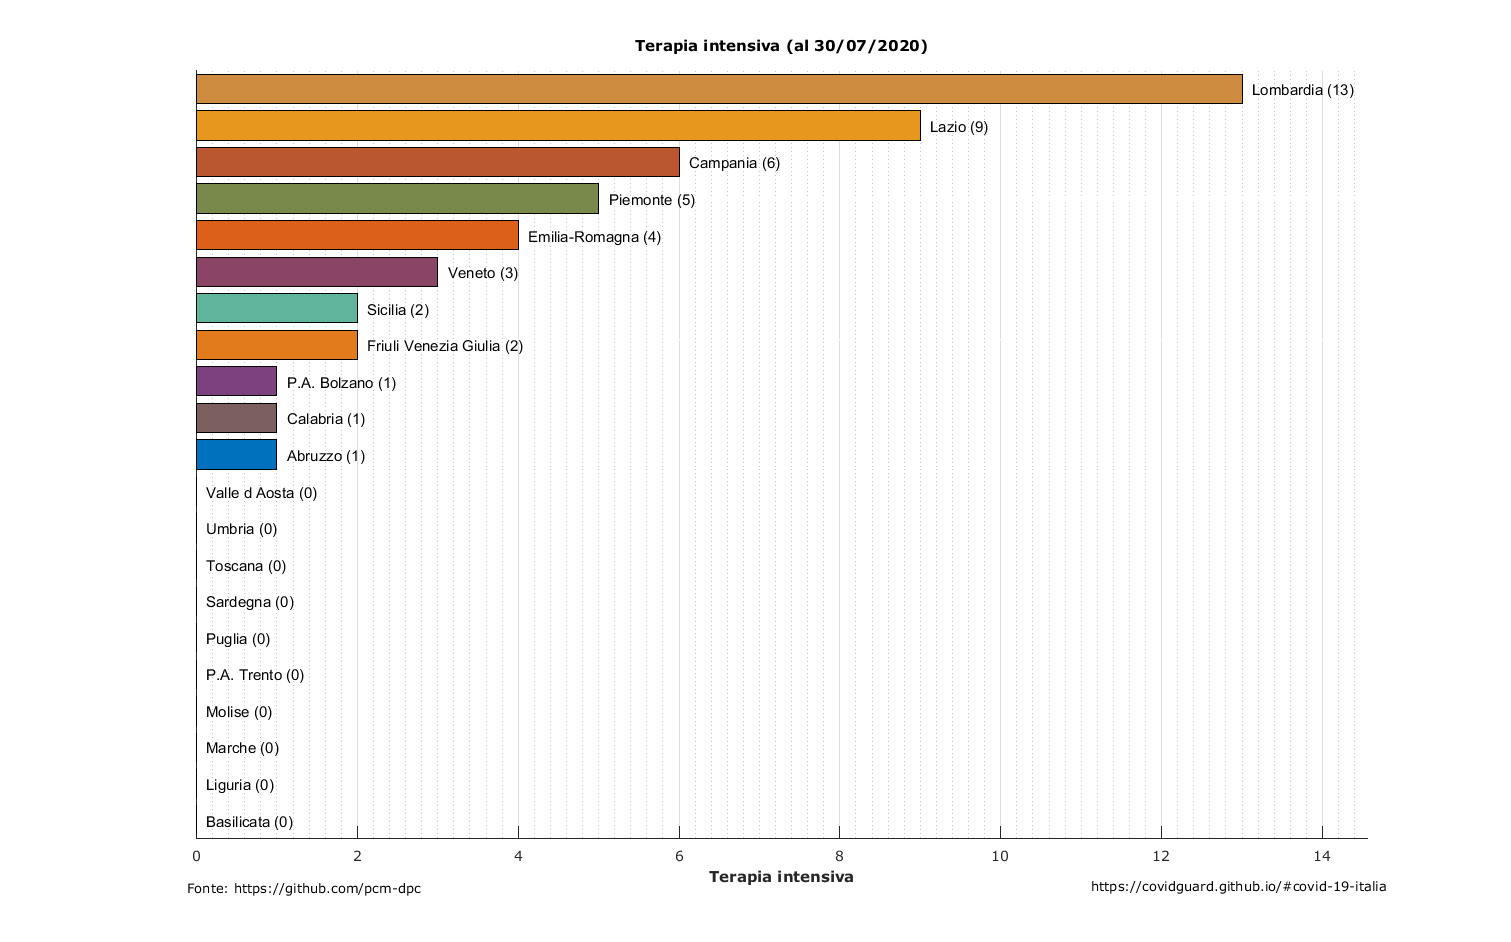 Terapia intensiva (al 30/07/2020)
Lombardia (13)
Lazio (9)
Campania (6)
Piemonte (5)
Emilia-Romagna (4)
Veneto (3)
Sicilia (2)
Friuli Venezia Giulia (2)
P.A. Bolzano (1)
Calabria (1)
Abruzzo (1)
Valle d Aosta (0)
Umbria (0)
Toscana (0)
Sardegna (0)
Puglia (0)
P.A. Trento (0)
Molise (0)
Marche (0)
Liguria (0)
Basilicata (0)
0 2 4 6 8 10 12 14
Terapia intensiva
Fonte: https://github.com/pcm-dpc
https://covidguard.github.io/#covid-19-italia